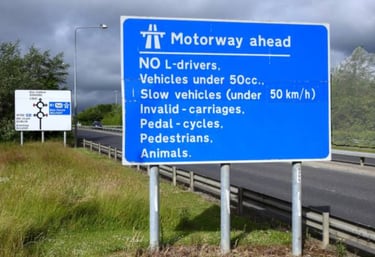 Motorway ahead
NO L-drivers,
Vehicles under 50cc.,
Slow vehicles (under 50 km/h)
Invalid-carriages,
Pedal-cycles,
Pedestrians,
Animals.